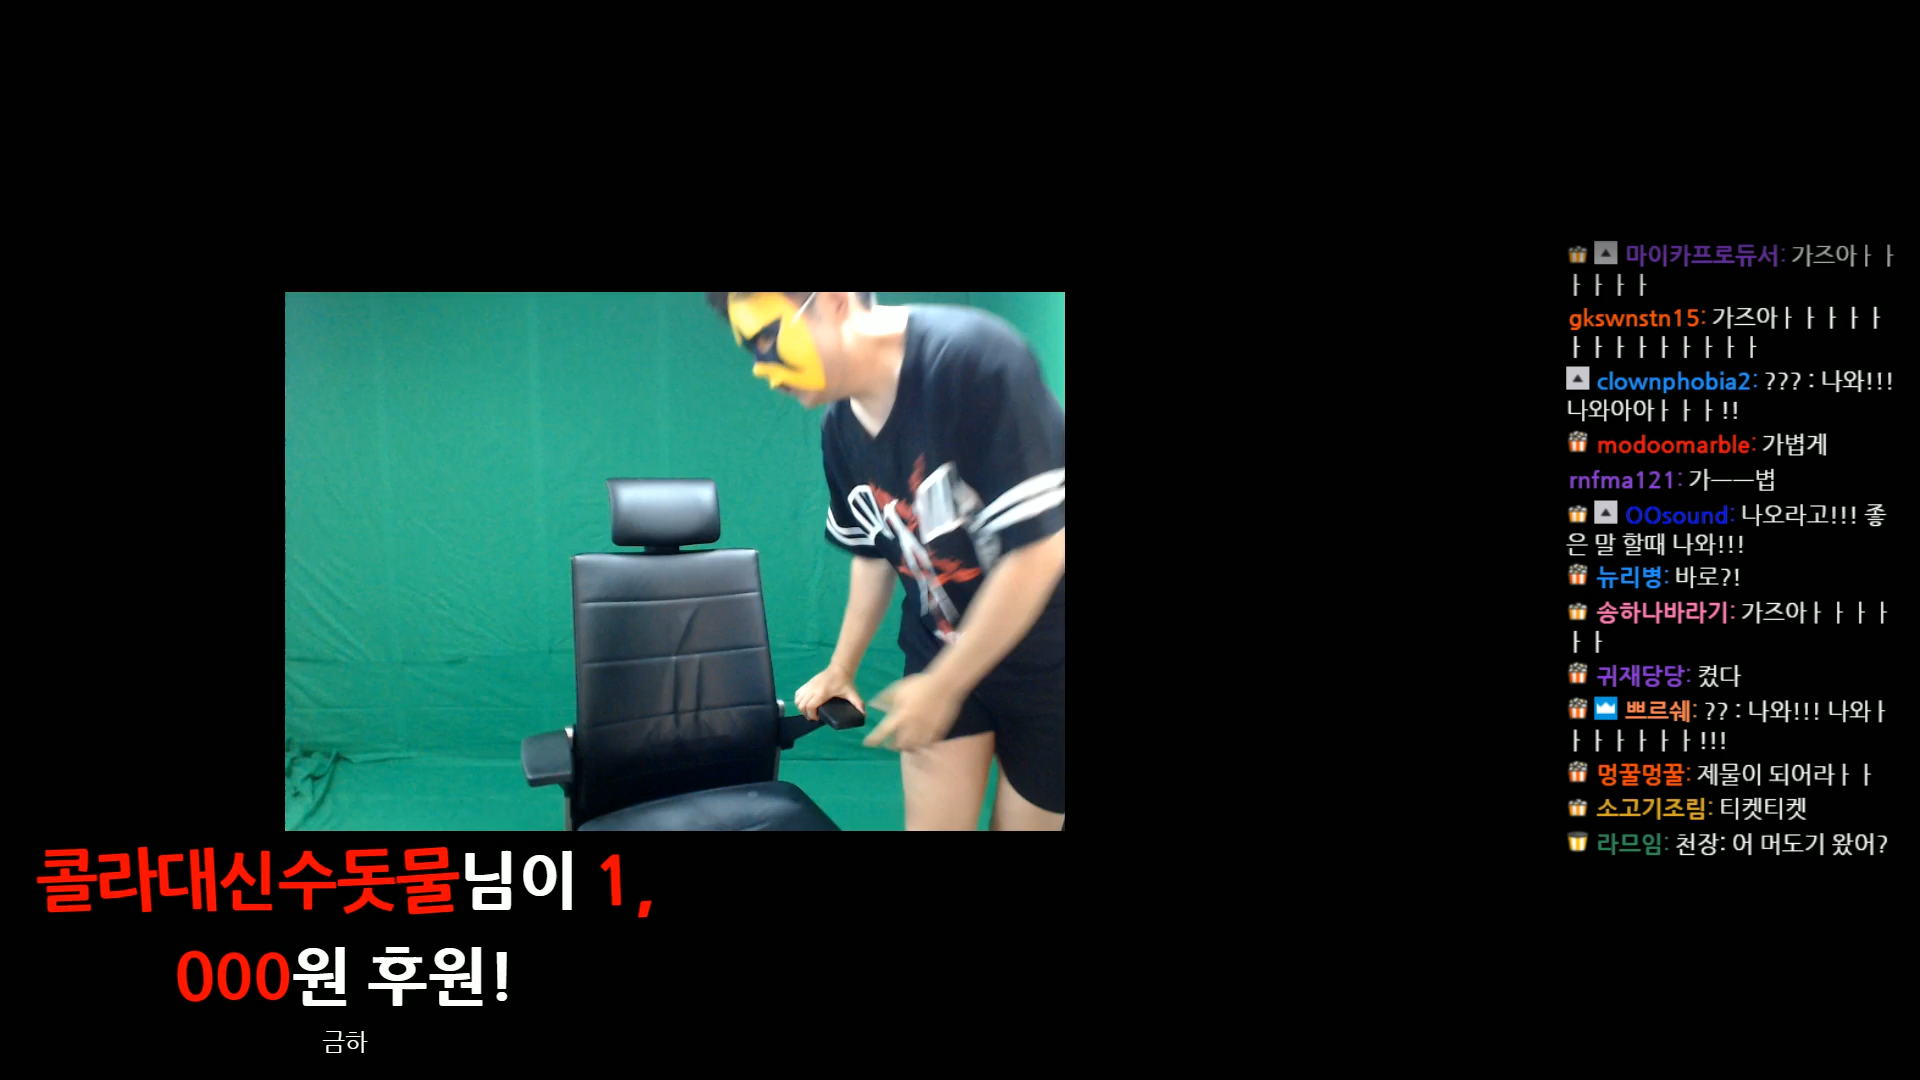 마이카프로듀서: 가즈아ㅏㅏ
ㅏㅏㅏㅏ
gkswnstn15: 가즈아ㅏㅏㅏㅏㅏ
ㅏㅏㅏㅏㅏㅏㅏㅏㅏ
clownphobia2: ??? : 나와!!!
나와아아ㅏㅏㅏ!!
modoomarble: 가볍게
rnfma121: 가ㅡㅡ볍
OOsound: 나오라고!!! 좋
은 말 할때 나와!!!
뉴리병: 바로?!
송하나바라기: 가즈아ㅏㅏㅏㅏ
ㅏㅏ
귀재당당: 켰다
쁘르쉐: ?? : 나와!!! 나와ㅏ
ㅏㅏㅏㅏㅏㅏ!!!
멍꿀멍꿀: 제물이 되어라ㅏㅏ
소고기조림: 티켓티켓
라므임: 천장: 어 머도기 왔어?
콜라대신수돗물님이 1,
000원 후원!
금하